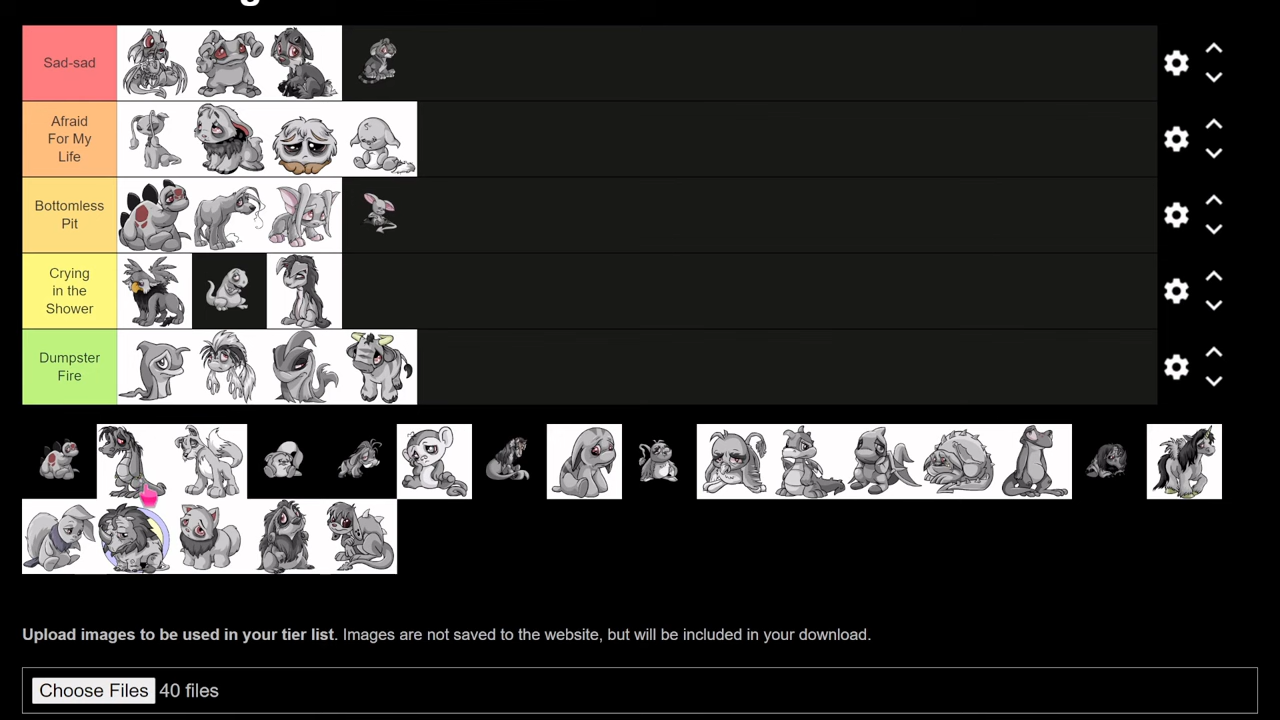 Sad-sad
Afraid
For My
Life
Bottomless
Pit
Crying
in the
Shower
Dumpster
Fire
Upload images to be used in your tier list. Images are not saved to the website, but will be included in your download.
Choose Files 40 files